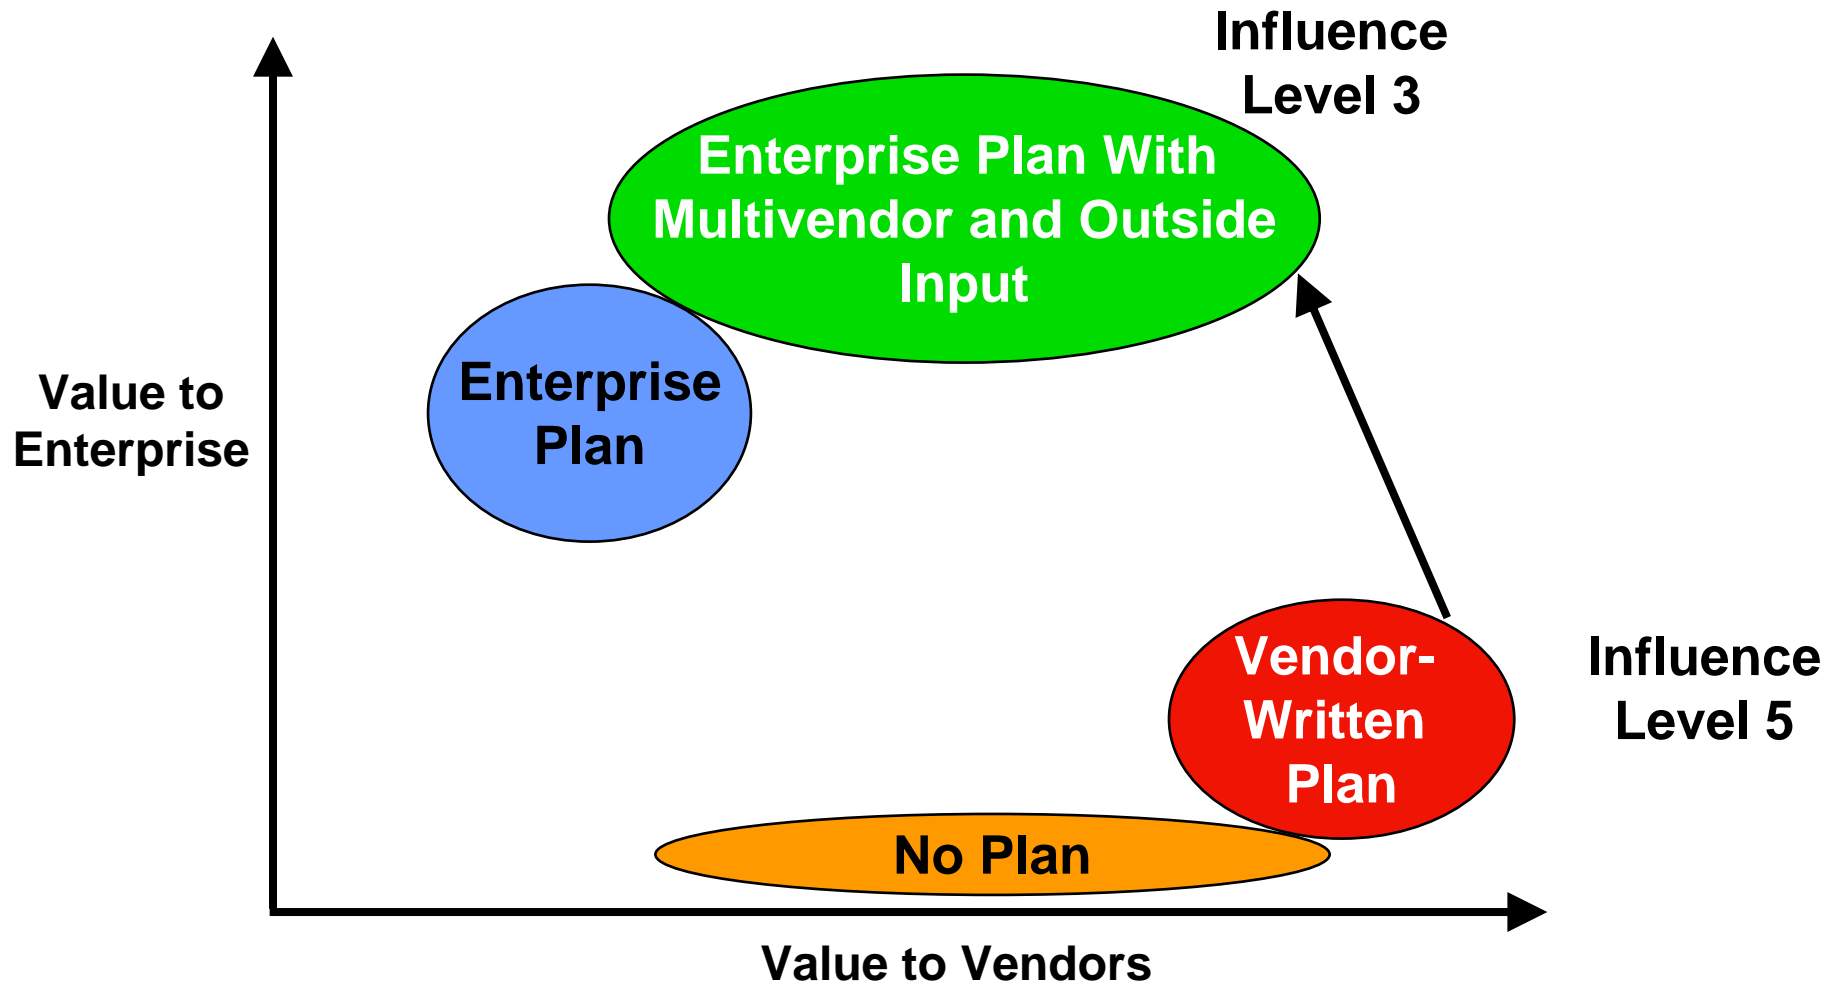 Influence
Level 3
Enterprise Plan With
Multivendor and Outside
Input
Enterprise
Plan
Value to
Enterprise
Vendor-
Written
Plan
Influence
Level 5
No Plan
Value to Vendors